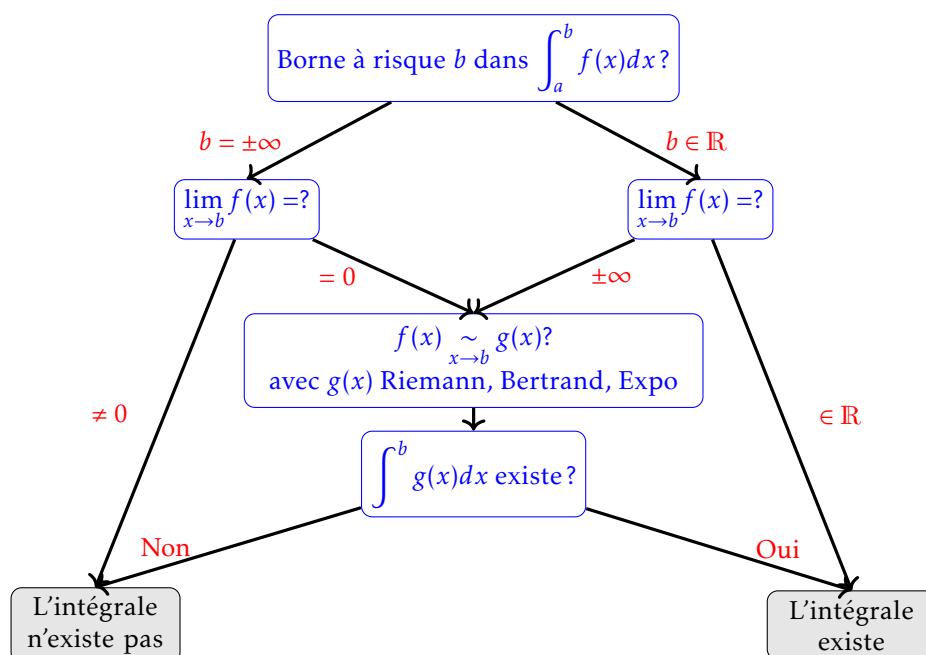 Borne à risque b dans ∫_a^b f(x)dx ?
b = ±∞
b ∈ ℝ
lim_{x→b} f(x) =?
lim_{x→b} f(x) =?
= 0
±∞
f(x) ∼_{x→b} g(x)?
avec g(x) Riemann, Bertrand, Expo
≠ 0
∈ ℝ
∫^b g(x)dx existe ?
Non
Oui
L'intégrale
n'existe pas
L'intégrale
existe